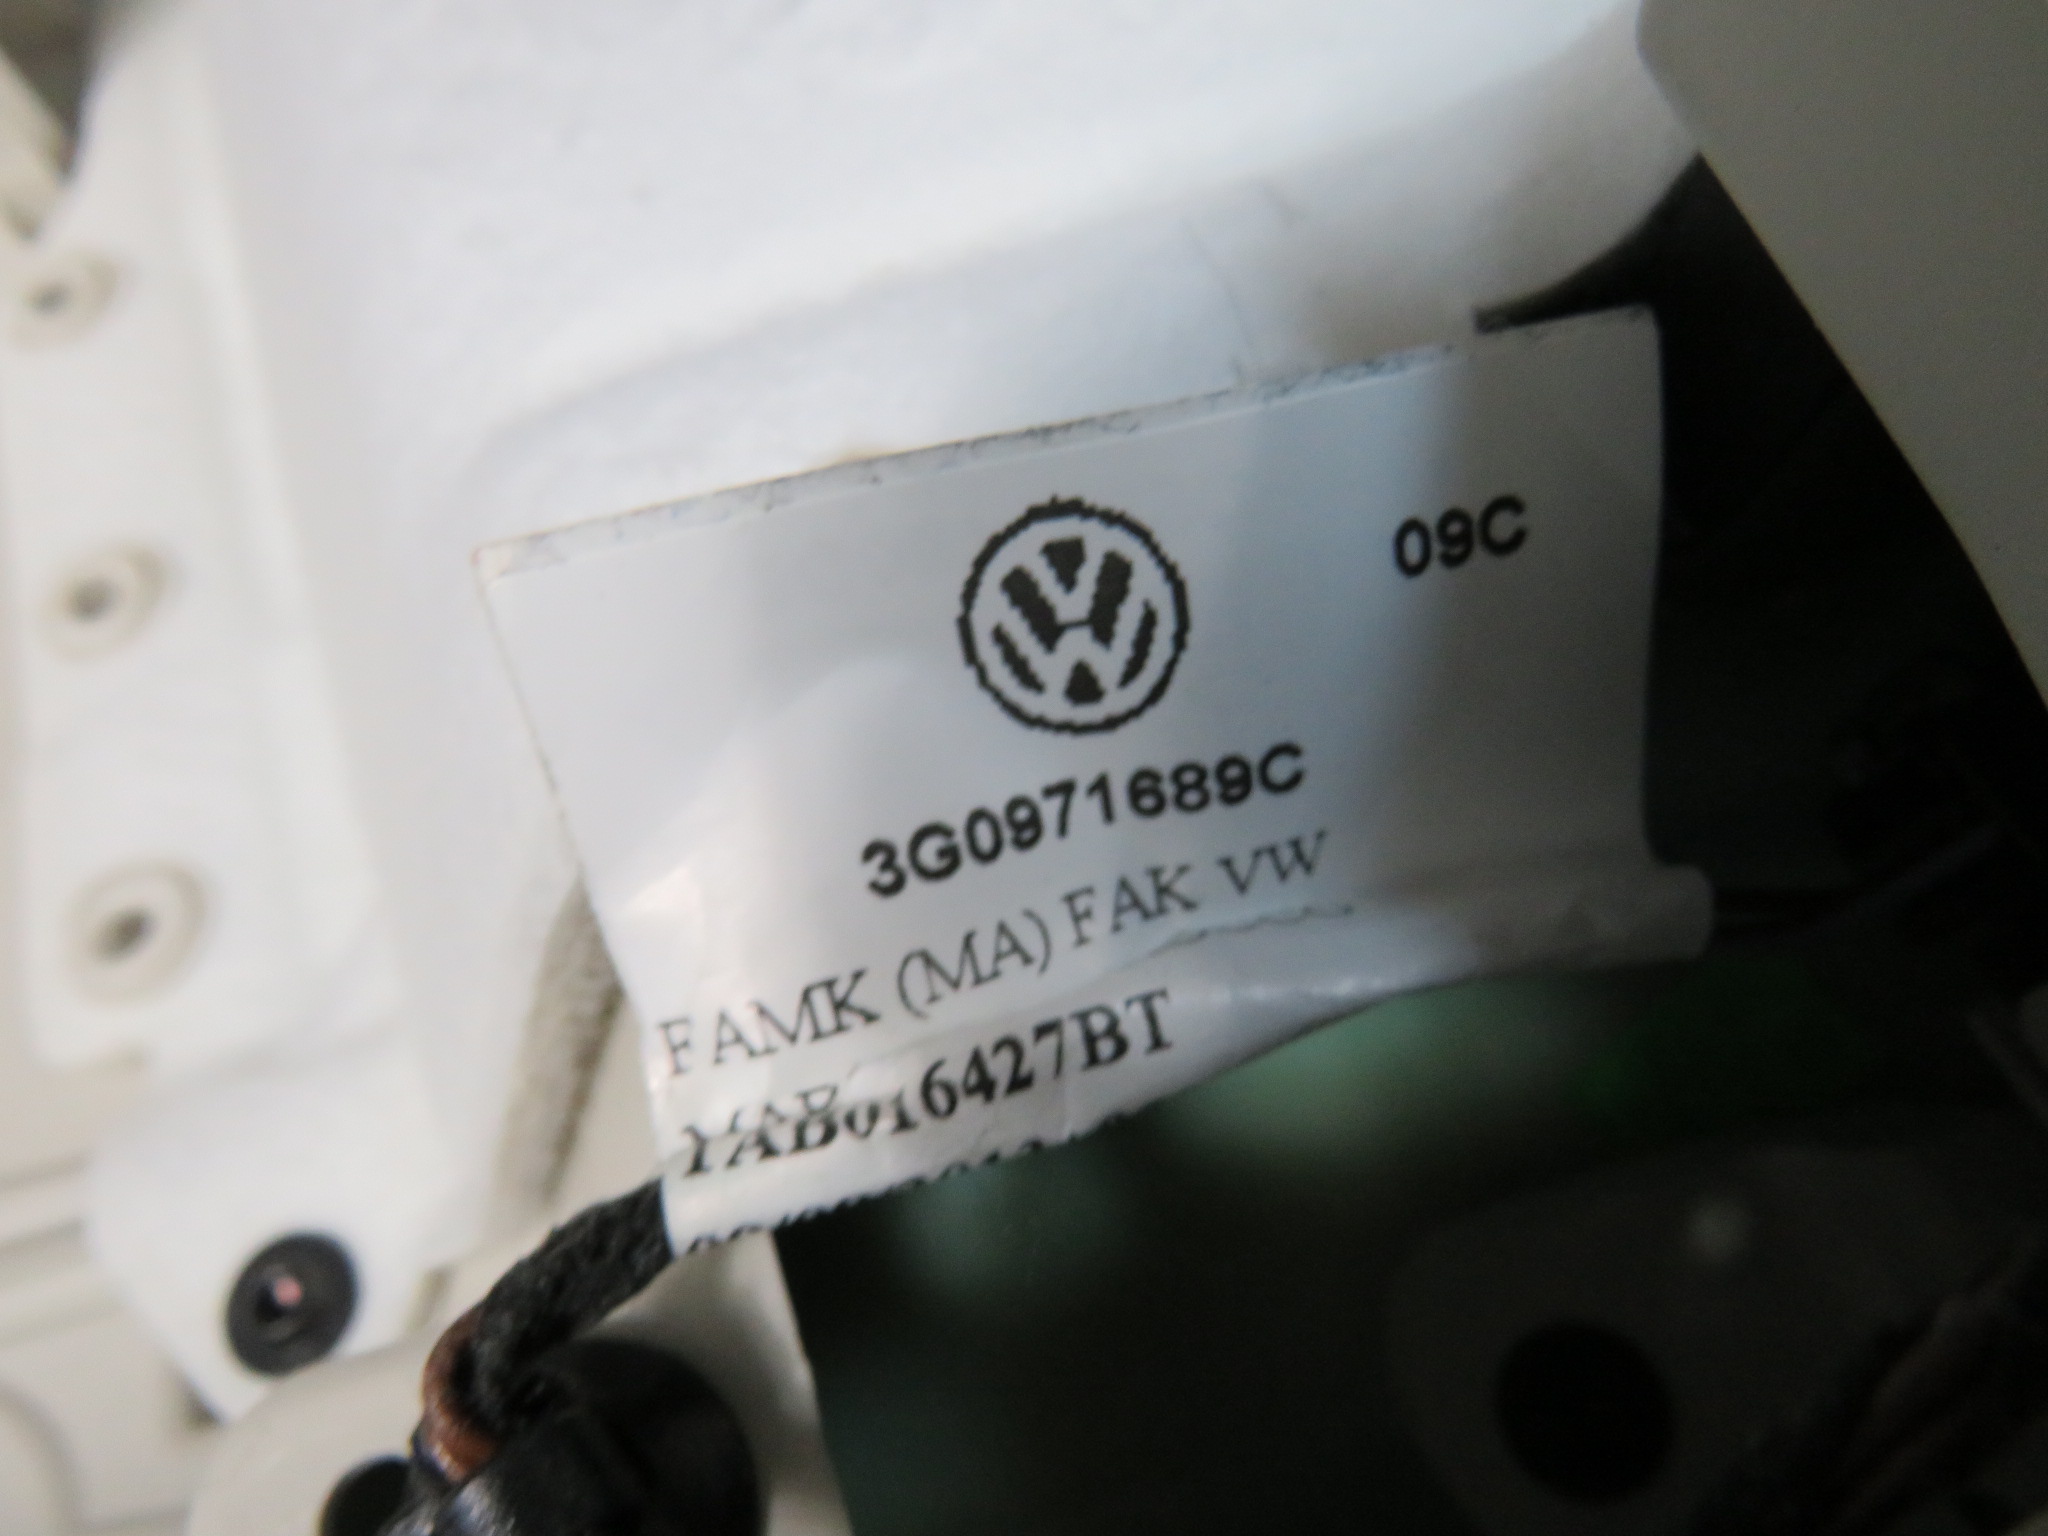 09C
3G0971689C
FAMK (MA) FAK VW
YAB016427BT